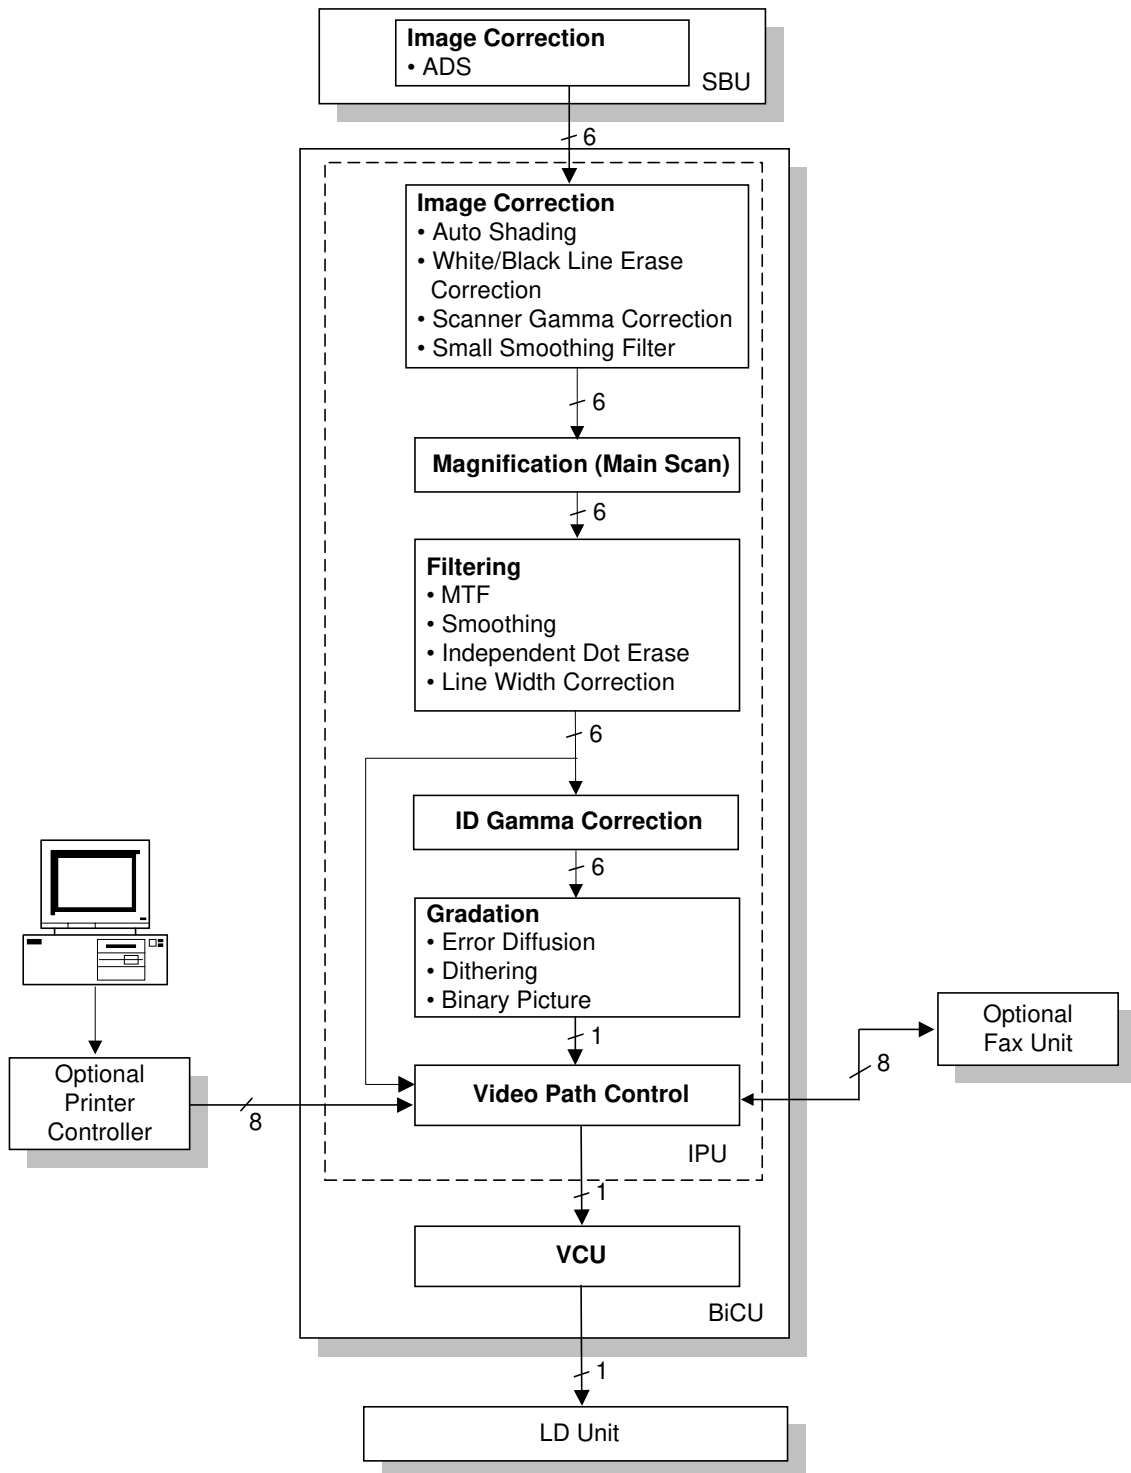 Image Correction
• ADS
SBU
6
Image Correction
• Auto Shading
• White/Black Line Erase
Correction
• Scanner Gamma Correction
• Small Smoothing Filter
6
Magnification (Main Scan)
6
Filtering
• MTF
• Smoothing
• Independent Dot Erase
• Line Width Correction
6
ID Gamma Correction
6
Gradation
• Error Diffusion
• Dithering
• Binary Picture
1
Optional
Fax Unit
8
Optional
Printer
Controller
8
Video Path Control
IPU
1
VCU
BiCU
1
LD Unit